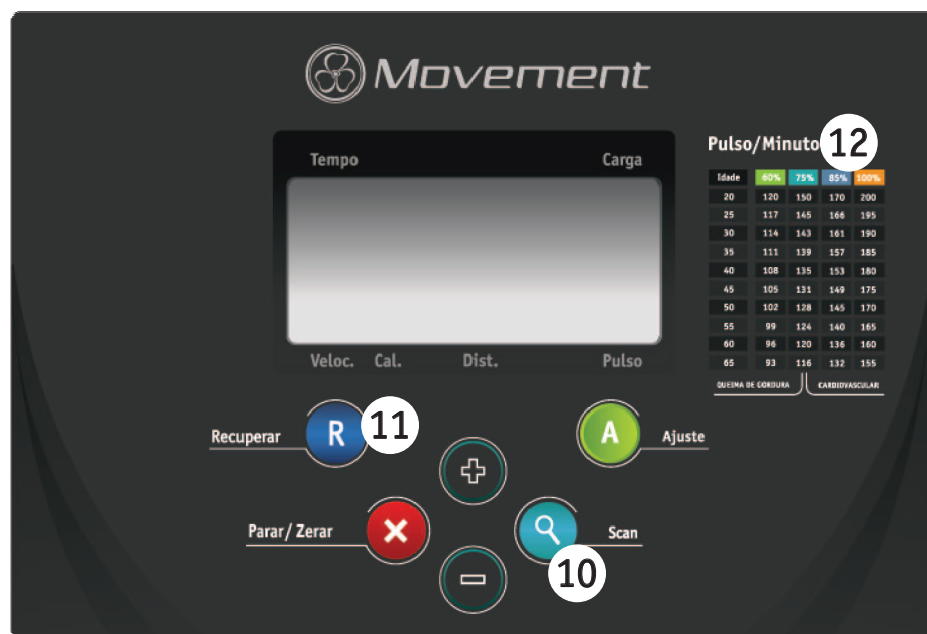 Movement
Tempo Carga
Veloc. Cal. Dist. Pulso
Pulso/Minuto 12
Idade 60% 75% 85% 100%
20 120 150 170 200
25 117 145 166 195
30 114 143 161 190
35 111 139 157 185
40 108 135 153 180
45 105 131 149 175
50 102 128 145 170
55 99 124 140 165
60 96 120 136 160
65 93 116 132 155
QUEIMA DE GORDURA CARDIOVASCULAR
Recuperar R 11
A Ajuste
Parar/Zerar
Scan
10